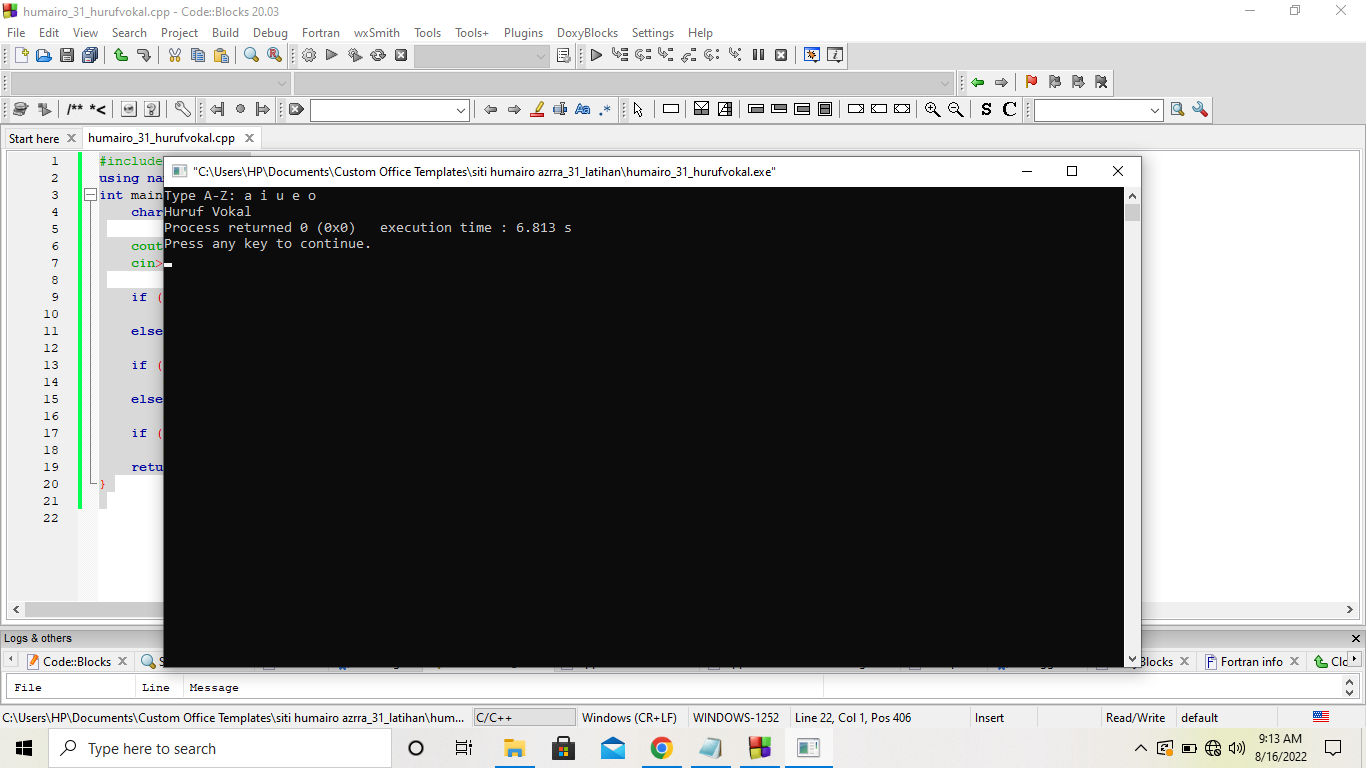 humairo_31_hurufvokal.cpp - Code::Blocks 20.03
File Edit View Search Project Build Debug Fortran wxSmith Tools Tools+ Plugins DoxyBlocks Settings Help
/** *<
Aa .*
S C
Start here humairo_31_hurufvokal.cpp
1 #include
2 using na
3 int main
4 char
5
6 cout
7 cin>
8
9 if (
10
11 else
12
13 if (
14
15 else
16
17 if (
18
19 retu
20 }
21
22
"C:\Users\HP\Documents\Custom Office Templates\siti humairo azrra_31_latihan\humairo_31_hurufvokal.exe"
Type A-Z: a i u e o
Huruf Vokal
Process returned 0 (0x0) execution time : 6.813 s
Press any key to continue.
Logs & others
Code::Blocks Blocks Fortran info
File Line Message
C:\Users\HP\Documents\Custom Office Templates\siti humairo azrra_31_latihan\hum... C/C++ Windows (CR+LF) WINDOWS-1252 Line 22, Col 1, Pos 406 Insert Read/Write default
Type here to search
9:13 AM
8/16/2022